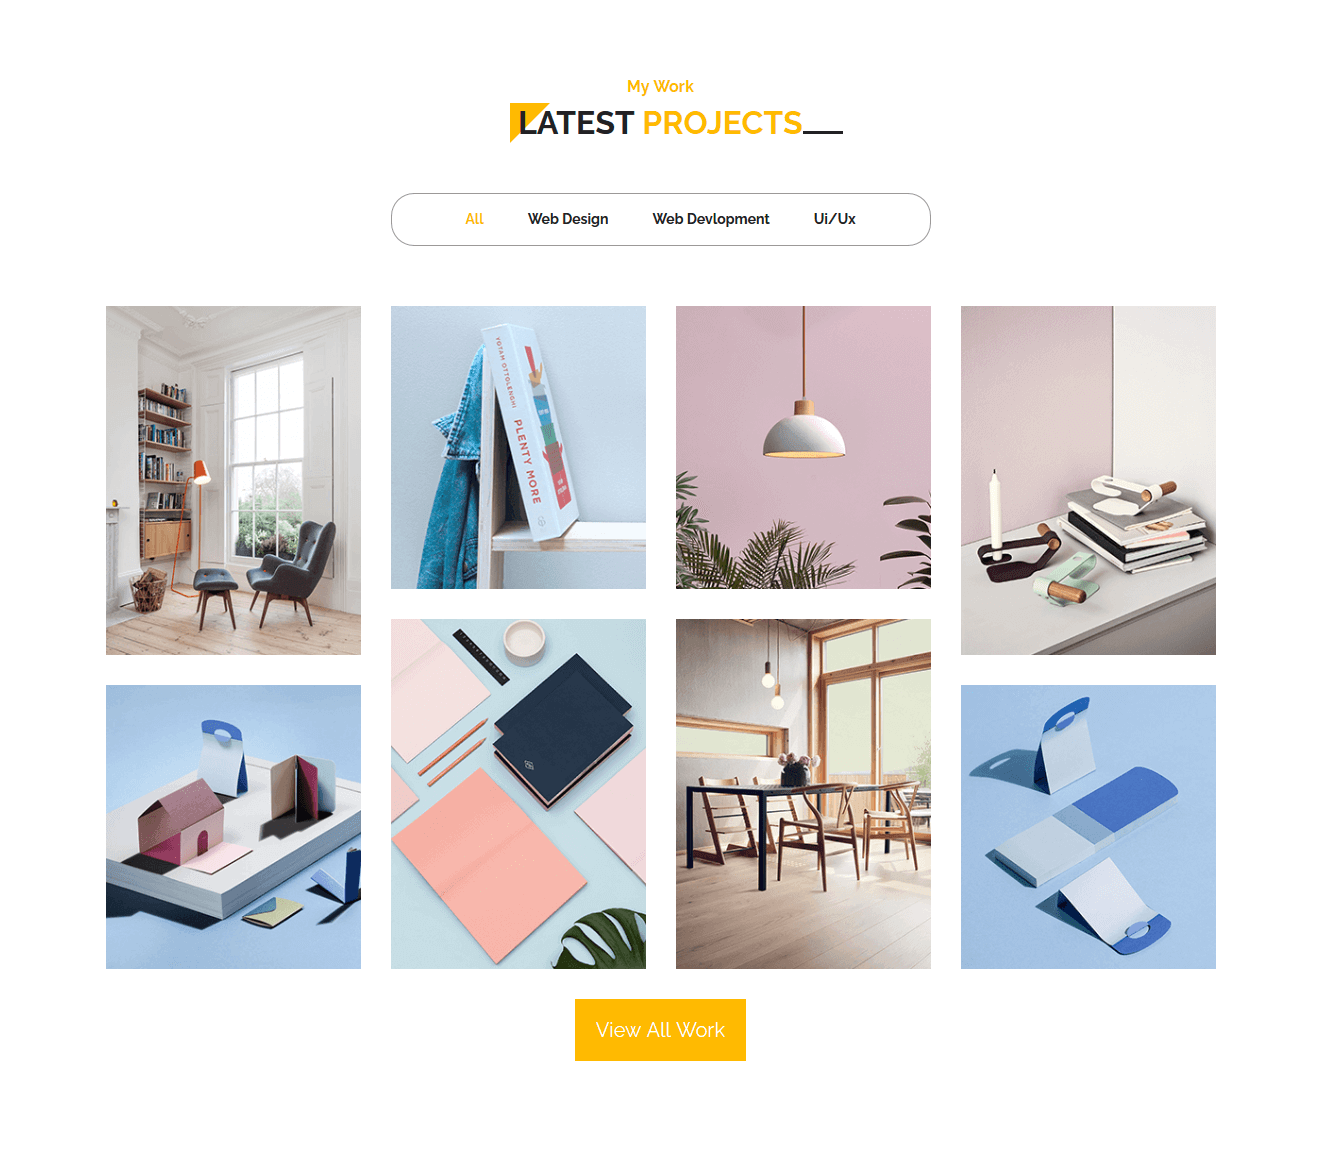 My Work
LATEST PROJECTS
All Web Design Web Devlopment Ui/Ux
YOTAM OTTOLENGHI
PLENTY MORE
View All Work